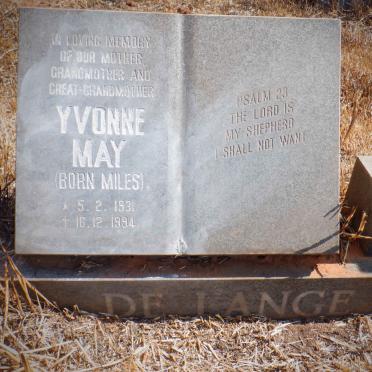 IN LOVING MEMORY
OF OUR MOTHER
GRANDMOTHER AND
GREAT-GRANDMOTHER
YVONNE
MAY
(BORN MILES)
* 5. 2. 1931
† 16. 12. 1994
PSALM 23
THE LORD IS
MY SHEPHERD
I SHALL NOT WANT
DE LANGE